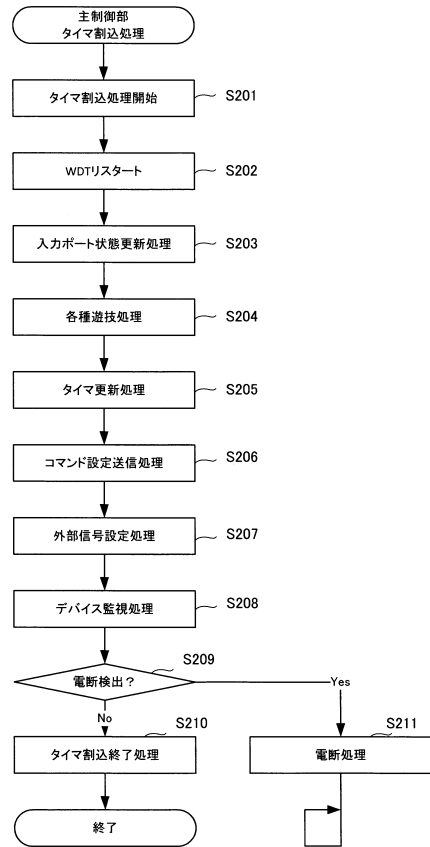 主制御部
タイマ割込処理
タイマ割込処理開始
S201
WDTリスタート
S202
入力ポート状態更新処理
S203
各種遊技処理
S204
タイマ更新処理
S205
コマンド設定送信処理
S206
外部信号設定処理
S207
デバイス監視処理
S208
電断検出？
S209
Yes
No
タイマ割込終了処理
S210
電断処理
S211
終了